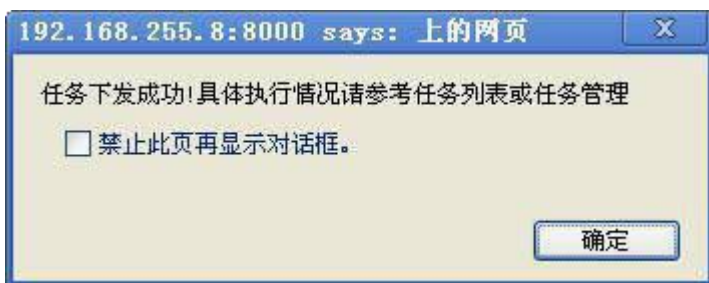 192.168.255.8:8000 says: 上的网页
任务下发成功!具体执行情况请参考任务列表或任务管理
禁止此页再显示对话框。
确定